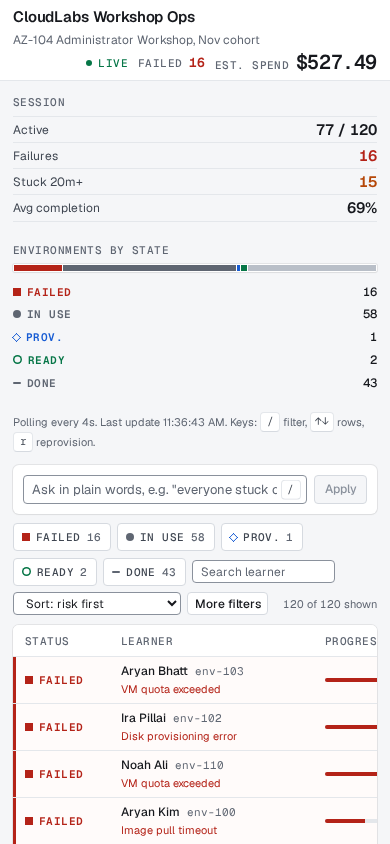 CloudLabs Workshop Ops
AZ-104 Administrator Workshop, Nov cohort
LIVE FAILED 16 EST. SPEND $527.49
SESSION
Active 77 / 120
Failures 16
Stuck 20m+ 15
Avg completion 69%
ENVIRONMENTS BY STATE
FAILED 16
IN USE 58
PROV. 1
READY 2
DONE 43
Polling every 4s. Last update 11:36:43 AM. Keys: / filter, ↑↓ rows,
r reprovision.
Ask in plain words, e.g. "everyone stuck / Apply
FAILED 16 IN USE 58 PROV. 1
READY 2 DONE 43 Search learner
Sort: risk first More filters 120 of 120 shown
STATUS LEARNER PROGRES
FAILED Aryan Bhatt env-103
VM quota exceeded
FAILED Ira Pillai env-102
Disk provisioning error
FAILED Noah Ali env-110
VM quota exceeded
FAILED Aryan Kim env-100
Image pull timeout